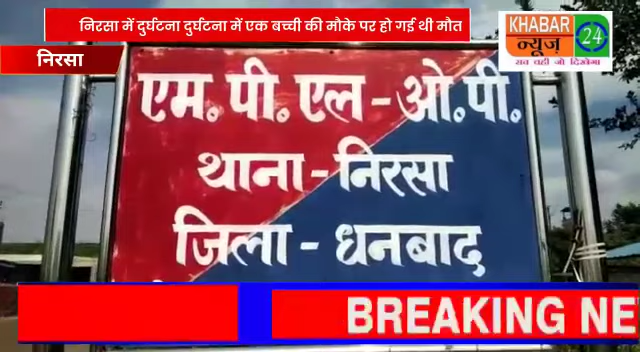 निरसा में दुर्घटना दुर्घटना में एक बच्ची की मौके पर हो गई थी मौत
KHABAR
न्यूज़ 24
सच वही जो दिखेगा
निरसा
एम. पी. एल - ओ. पी.
थाना - निरसा
जिला - धनबाद
BREAKING NE